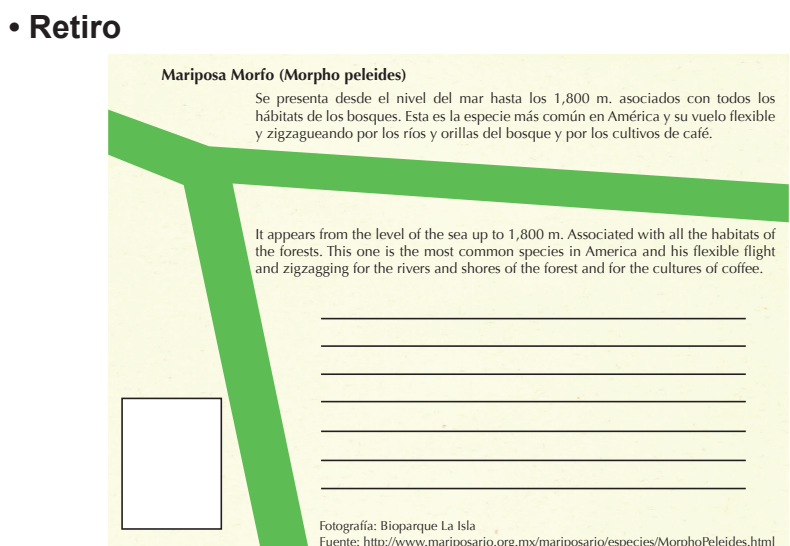 • Retiro
Mariposa Morfo (Morpho peleides)
Se presenta desde el nivel del mar hasta los 1,800 m. asociados con todos los
hábitats de los bosques. Esta es la especie más común en América y su vuelo flexible
y zigzagueando por los ríos y orillas del bosque y por los cultivos de café.
It appears from the level of the sea up to 1,800 m. Associated with all the habitats of
the forests. This one is the most common species in America and his flexible flight
and zigzagging for the rivers and shores of the forest and for the cultures of coffee.
Fotografía: Bioparque La Isla
Fuente: http://www.mariposario.org.mx/mariposario/especies/MorphoPeleides.html